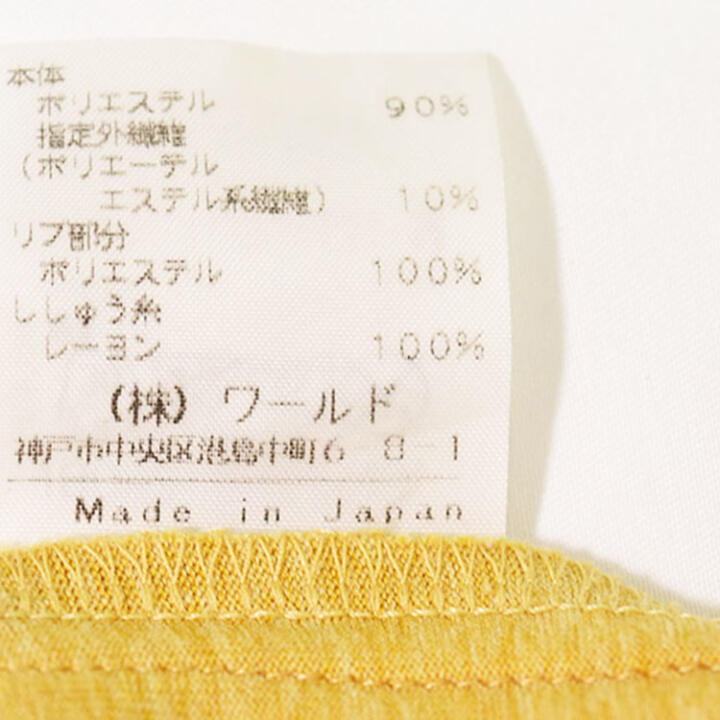 本体
ポリエステル 90%
指定外繊維
(ポリエーテル
エステル系繊維) 10%
リブ部分
ポリエステル 100%
ししゅう糸
レーヨン 100%
(株)ワールド
神戸市中央区港島中町6 8 1
Made in Japan